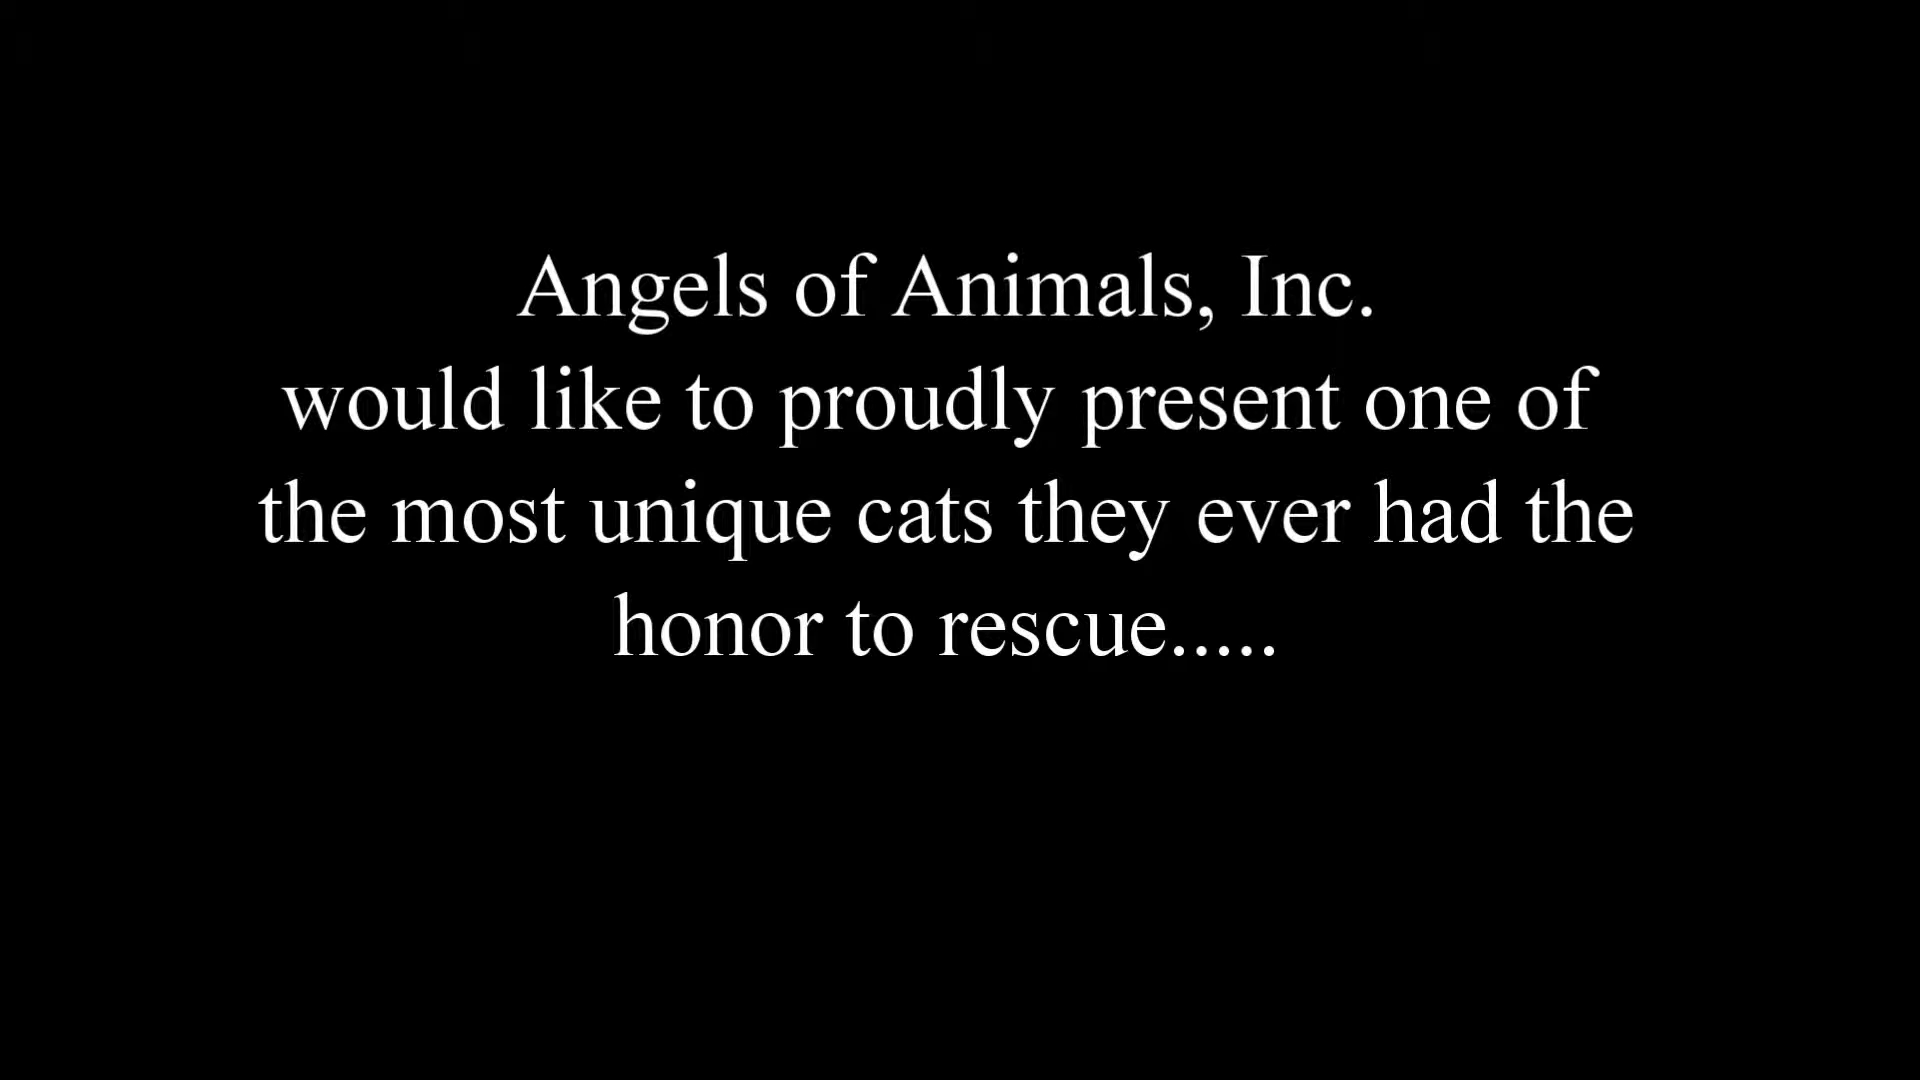 Angels of Animals, Inc.
would like to proudly present one of
the most unique cats they ever had the
honor to rescue.....